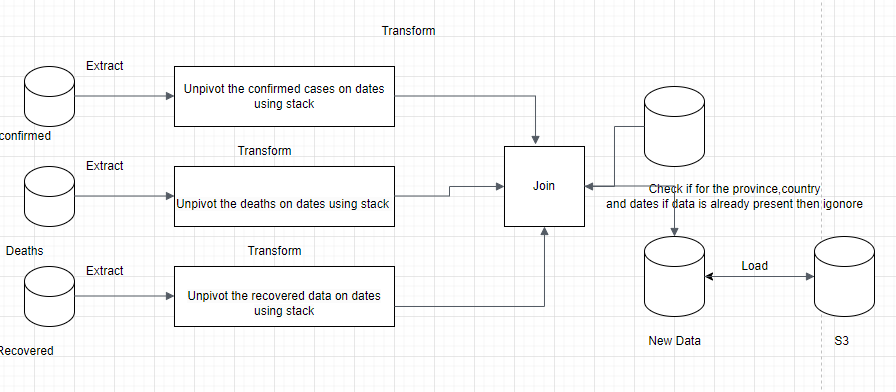 Transform
Extract
Unpivot the confirmed cases on dates
using stack
confirmed
Transform
Extract
Unpivot the deaths on dates using stack
Join
Check if for the province,country
and dates if data is already present then igonore
Deaths
Transform
Extract
Unpivot the recovered data on dates
using stack
Load
Recovered
New Data
S3